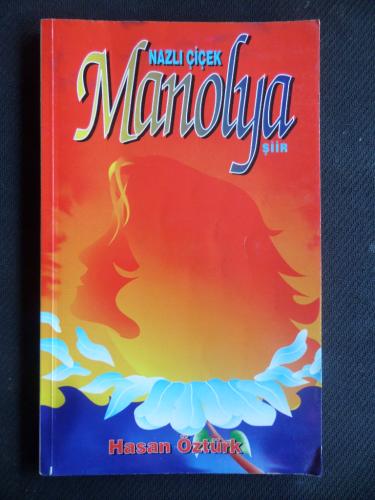 NAZLI ÇİÇEK
Manolya
ŞİİR
Hasan Öztürk